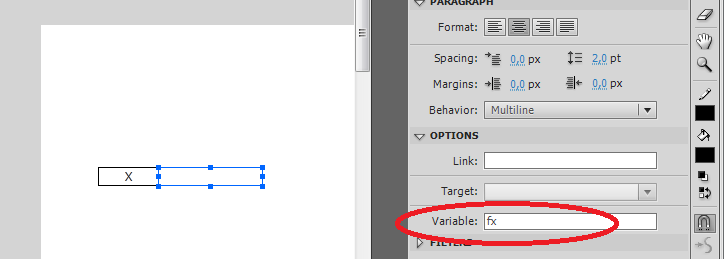 PARAGRAPH
Format:
Spacing: 0,0 px 2,0 pt
Margins: 0,0 px 0,0 px
Behavior: Multiline
OPTIONS
Link:
Target:
Variable: fx
FILTERS
X